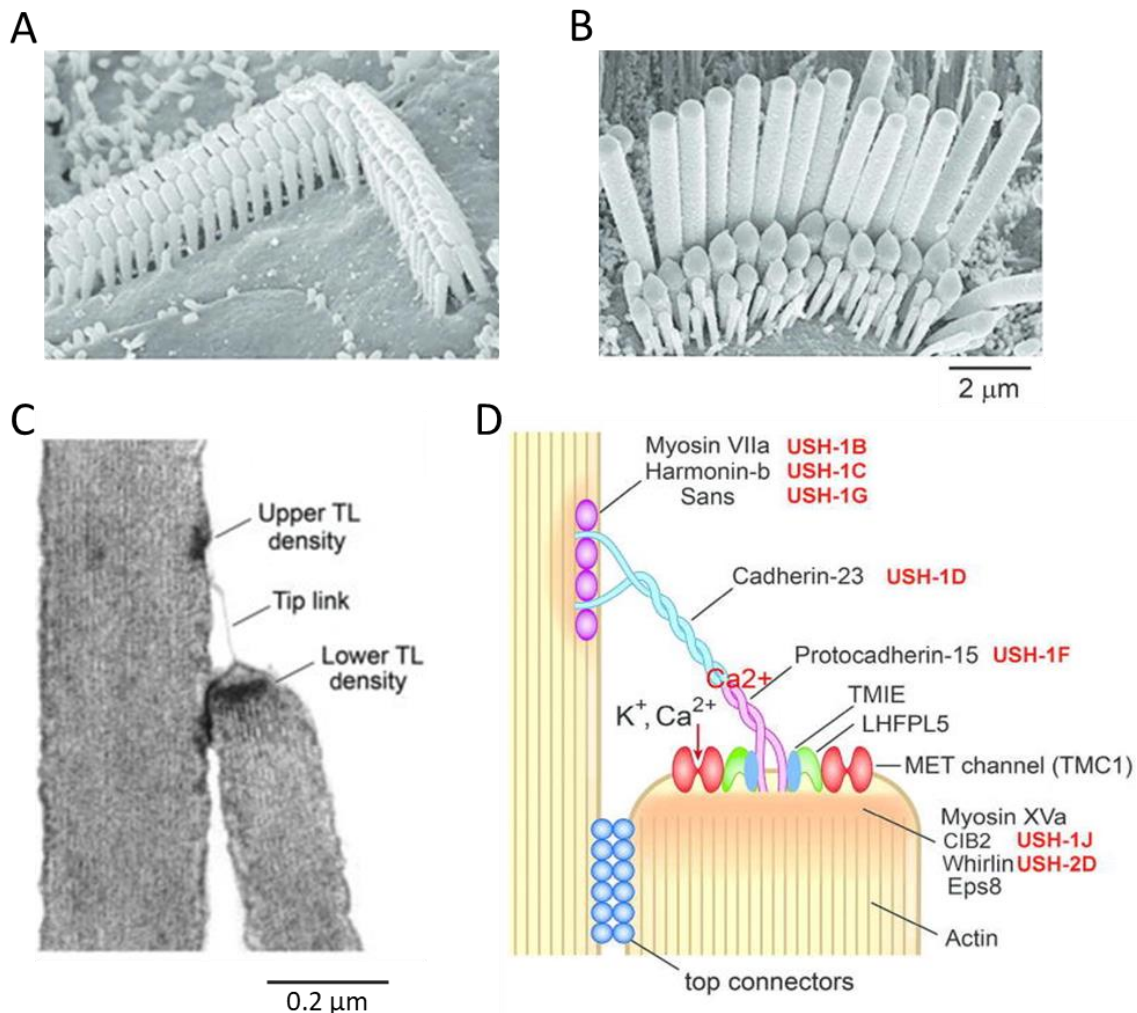 A
B
2 μm
C
Upper TL
density
Tip link
Lower TL
density
0.2 μm
D
Myosin VIIa USH-1B
Harmonin-b USH-1C
Sans USH-1G
Cadherin-23 USH-1D
Protocadherin-15 USH-1F
Ca2+
TMIE
K⁺, Ca²⁺
LHFPL5
MET channel (TMC1)
Myosin XVa
CIB2 USH-1J
Whirlin USH-2D
Eps8
Actin
top connectors